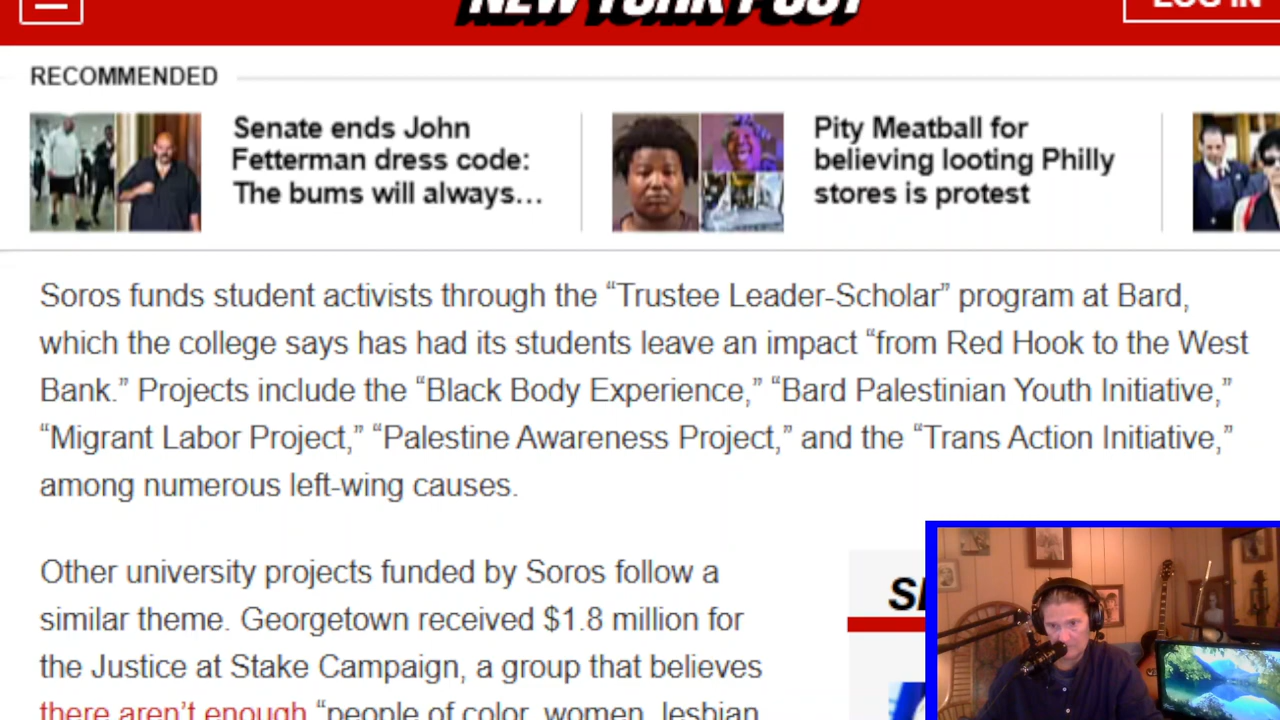 NEW YORK POST
LOG IN
RECOMMENDED
Senate ends John
Fetterman dress code:
The bums will always…
Pity Meatball for
believing looting Philly
stores is protest
Soros funds student activists through the “Trustee Leader-Scholar” program at Bard,
which the college says has had its students leave an impact “from Red Hook to the West
Bank.” Projects include the “Black Body Experience,” “Bard Palestinian Youth Initiative,”
“Migrant Labor Project,” “Palestine Awareness Project,” and the “Trans Action Initiative,”
among numerous left-wing causes.
Other university projects funded by Soros follow a
similar theme. Georgetown received $1.8 million for
the Justice at Stake Campaign, a group that believes
there aren’t enough “people of color, women, lesbian,